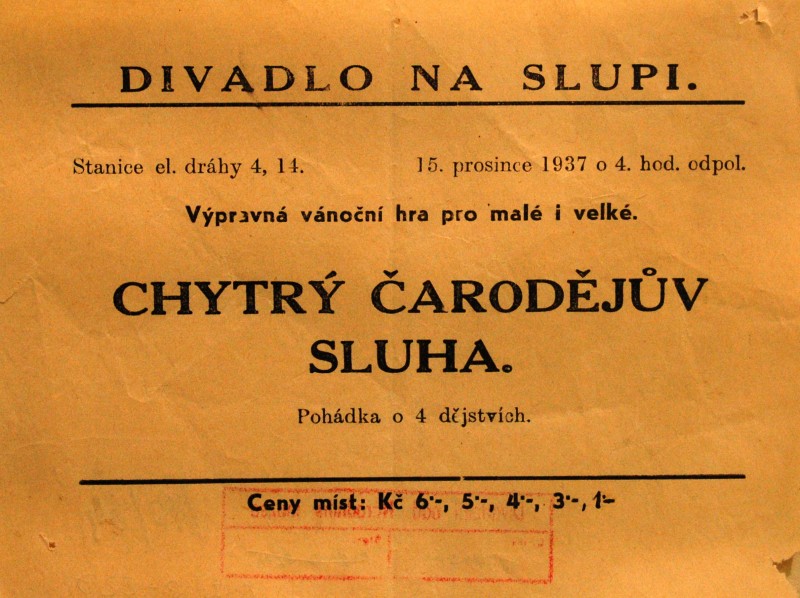 DIVADLO NA SLUPI.
Stanice el. dráhy 4, 14. 15. prosince 1937 o 4. hod. odpol.
Výpravná vánoční hra pro malé i velké.
CHYTRÝ ČARODĚJŮV
SLUHA.
Pohádka o 4 dějstvích.
Ceny míst: Kč 6·-, 5·-, 4·-, 3·-, 1·-